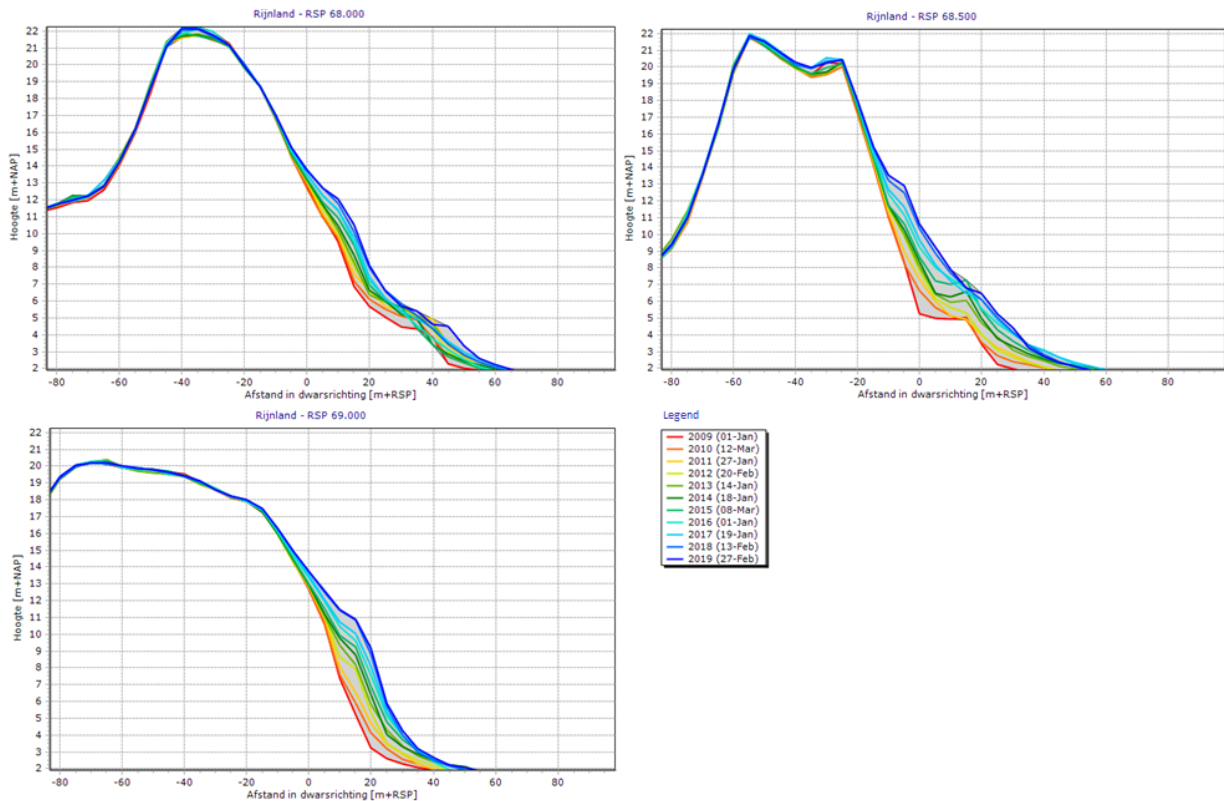 Rijnland - RSP 68.000
22
21
20
19
18
17
16
15
14
13
12
11
10
9
8
7
6
5
4
3
2
Hoogte [m+NAP]
-80 -60 -40 -20 0 20 40 60 80
Afstand in dwarsrichting [m+RSP]
Rijnland - RSP 68.500
22
21
20
19
18
17
16
15
14
13
12
11
10
9
8
7
6
5
4
3
2
Hoogte [m+NAP]
-80 -60 -40 -20 0 20 40 60 80
Afstand in dwarsrichting [m+RSP]
Rijnland - RSP 69.000
22
21
20
19
18
17
16
15
14
13
12
11
10
9
8
7
6
5
4
3
2
Hoogte [m+NAP]
-80 -60 -40 -20 0 20 40 60 80
Afstand in dwarsrichting [m+RSP]
Legend
2009 (01-Jan)
2010 (12-Mar)
2011 (27-Jan)
2012 (20-Feb)
2013 (14-Jan)
2014 (18-Jan)
2015 (08-Mar)
2016 (01-Jan)
2017 (19-Jan)
2018 (13-Feb)
2019 (27-Feb)